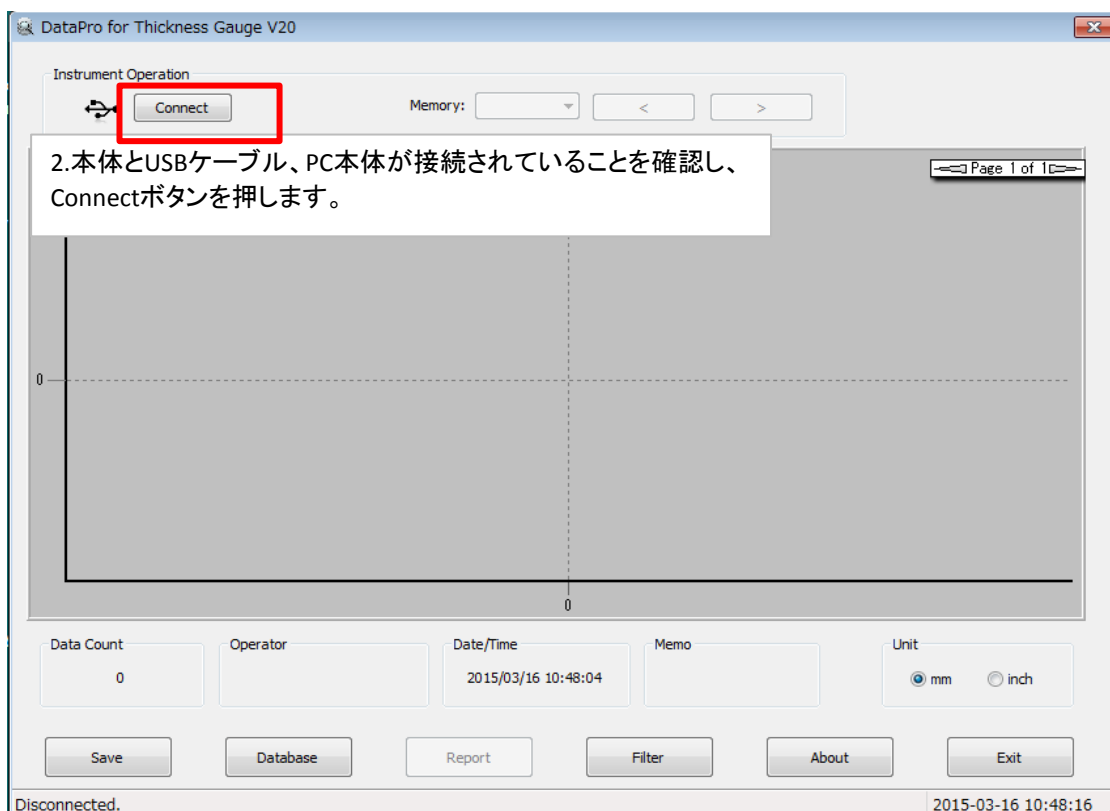 DataPro for Thickness Gauge V20
Instrument Operation
Connect
Memory:
<
>
2.本体とUSBケーブル、PC本体が接続されていることを確認し、
Connectボタンを押します。
Page 1 of 1
0
0
Data Count
Operator
Date/Time
Memo
Unit
0
2015/03/16 10:48:04
mm
inch
Save
Database
Report
Filter
About
Exit
Disconnected.
2015-03-16 10:48:16